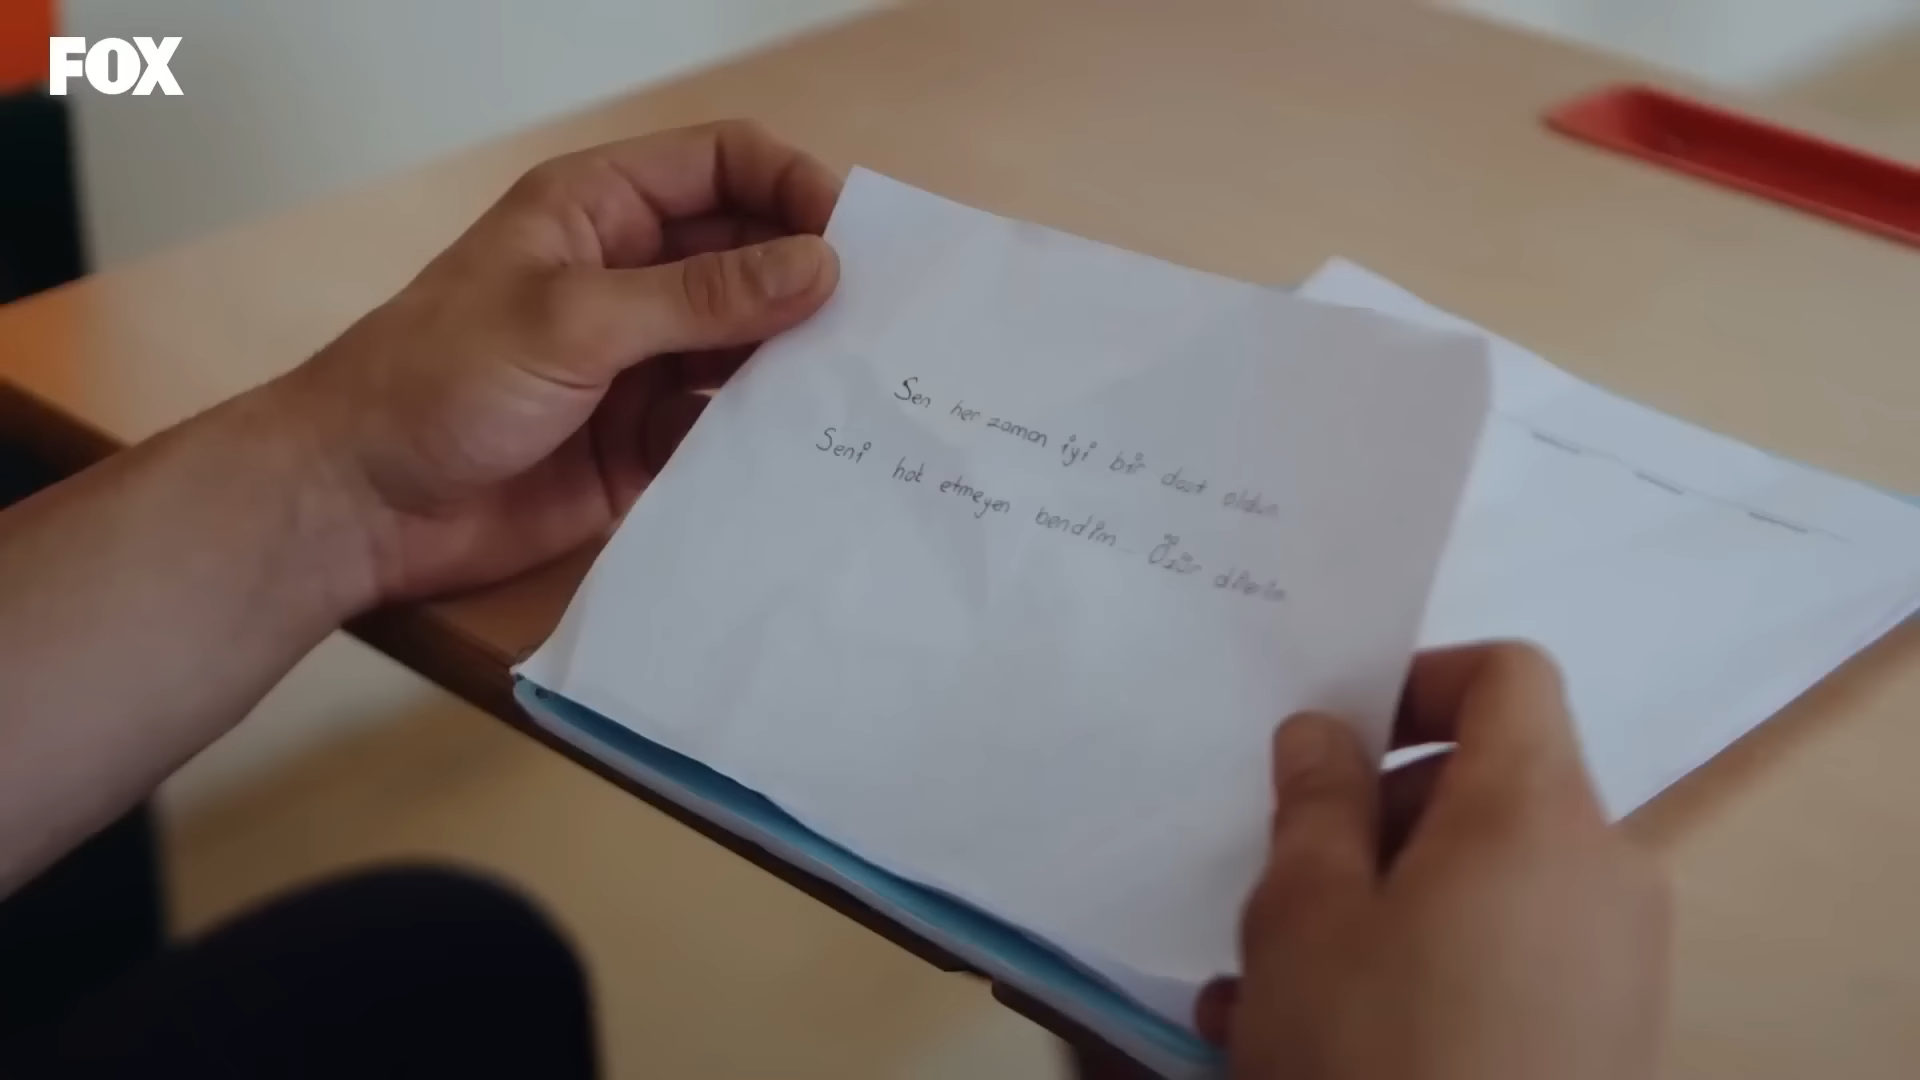 FOX
Sen her zaman iyi bir dost oldun
Seni hak etmeyen bendim... Özür dilerim